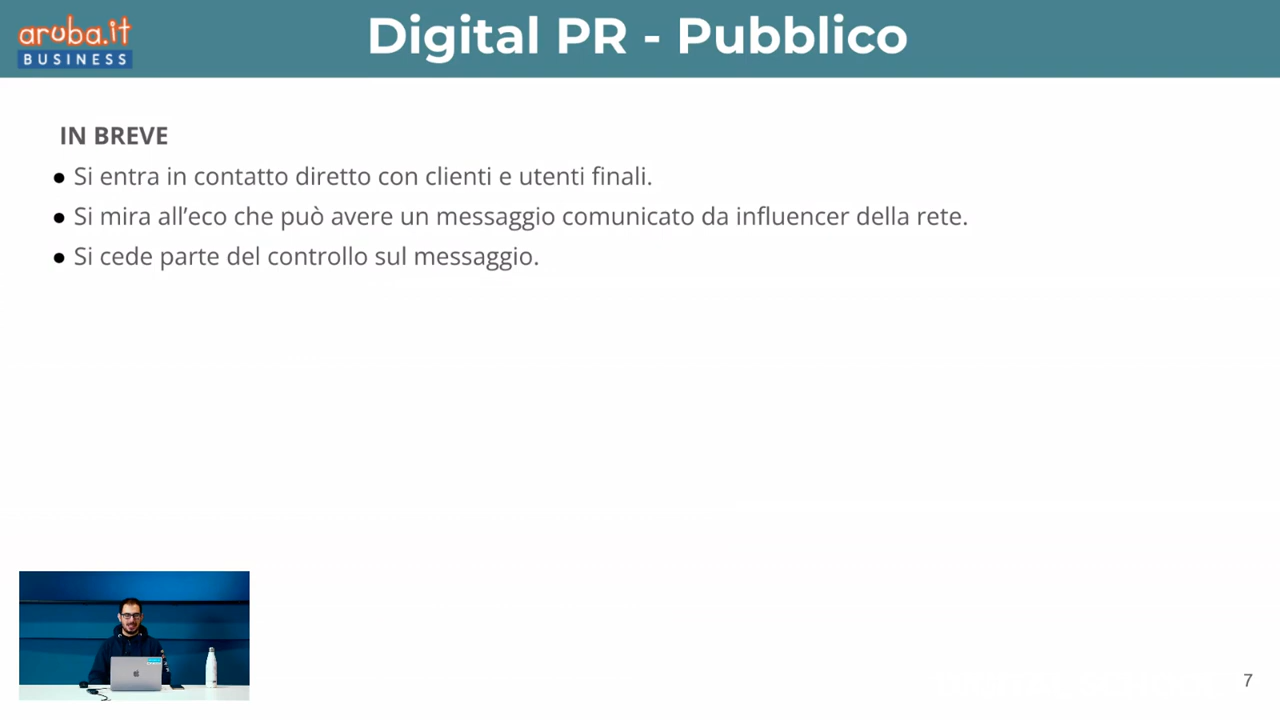 aruba.it
BUSINESS
Digital PR - Pubblico
IN BREVE
● Si entra in contatto diretto con clienti e utenti finali.
● Si mira all’eco che può avere un messaggio comunicato da influencer della rete.
● Si cede parte del controllo sul messaggio.
7